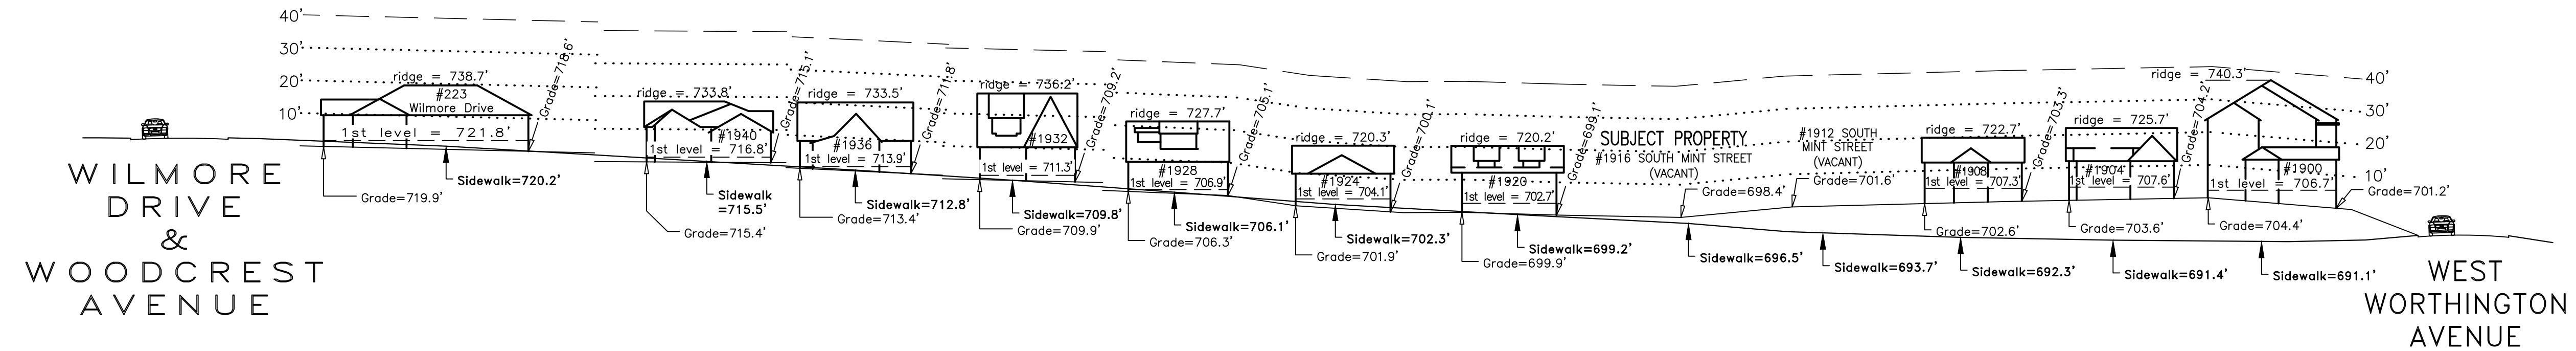 40'
30'
20'
10'
WILMORE
DRIVE
&
WOODCREST
AVENUE
ridge = 738.7'
#223
Wilmore Drive
1st level = 721.8'
Grade=719.9'
Sidewalk=720.2'
Grade=718.6'
ridge = 733.8'
#1940
1st level = 716.8'
Grade=715.4'
Sidewalk
=715.5'
Grade=715.1'
ridge = 733.5'
#1936
1st level = 713.9'
Grade=713.4'
Sidewalk=712.8'
Grade=711.8'
ridge = 736.2'
#1932
1st level = 711.3'
Grade=709.9'
Sidewalk=709.8'
Grade=709.2'
ridge = 727.7'
#1928
1st level = 706.9'
Grade=706.3'
Sidewalk=706.1'
Grade=705.1'
ridge = 720.3'
#1924
1st level = 704.1'
Grade=701.9'
Sidewalk=702.3'
Grade=700.1'
ridge = 720.2'
#1920
1st level = 702.7'
Grade=699.9'
Sidewalk=699.2'
Grade=699.1'
SUBJECT PROPERTY
#1916 SOUTH MINT STREET
(VACANT)
Grade=698.4'
Sidewalk=696.5'
#1912 SOUTH
MINT STREET
(VACANT)
Grade=701.6'
Sidewalk=693.7'
ridge = 722.7'
#1908
1st level = 707.3'
Grade=702.6'
Sidewalk=692.3'
Grade=703.3'
ridge = 725.7'
#1904
1st level = 707.6'
Grade=703.6'
Sidewalk=691.4'
Grade=704.2'
ridge = 740.3'
#1900
1st level = 706.7'
Grade=704.4'
Sidewalk=691.1'
Grade=701.2'
40'
30'
20'
10'
WEST
WORTHINGTON
AVENUE